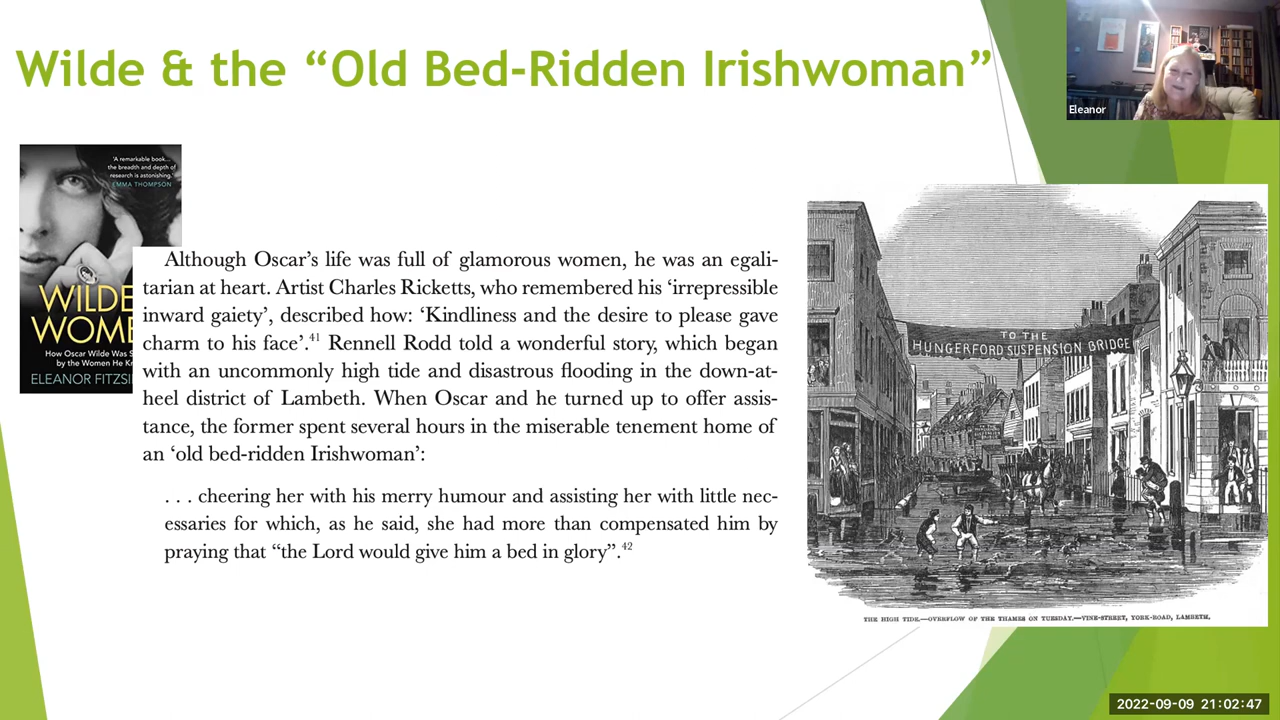 Wilde & the “Old Bed-Ridden Irishwoman”
Eleanor
‘A remarkable book...
the breadth and depth of
research is astonishing.’
EMMA THOMPSON
WILDE
WOME
How Oscar Wilde Was S
by the Women He Kn
ELEANOR FITZSI
Although Oscar’s life was full of glamorous women, he was an egali-
tarian at heart. Artist Charles Ricketts, who remembered his ‘irrepressible
inward gaiety’, described how: ‘Kindliness and the desire to please gave
charm to his face’.41 Rennell Rodd told a wonderful story, which began
with an uncommonly high tide and disastrous flooding in the down-at-
heel district of Lambeth. When Oscar and he turned up to offer assis-
tance, the former spent several hours in the miserable tenement home of
an ‘old bed-ridden Irishwoman’:
. . . cheering her with his merry humour and assisting her with little nec-
essaries for which, as he said, she had more than compensated him by
praying that “the Lord would give him a bed in glory”.42
TO THE
HUNGERFORD SUSPENSION BRIDGE
THE HIGH TIDE.—OVERFLOW OF THE THAMES ON TUESDAY.—VINE-STREET, YORK-ROAD, LAMBETH.
2022-09-09 21:02:47